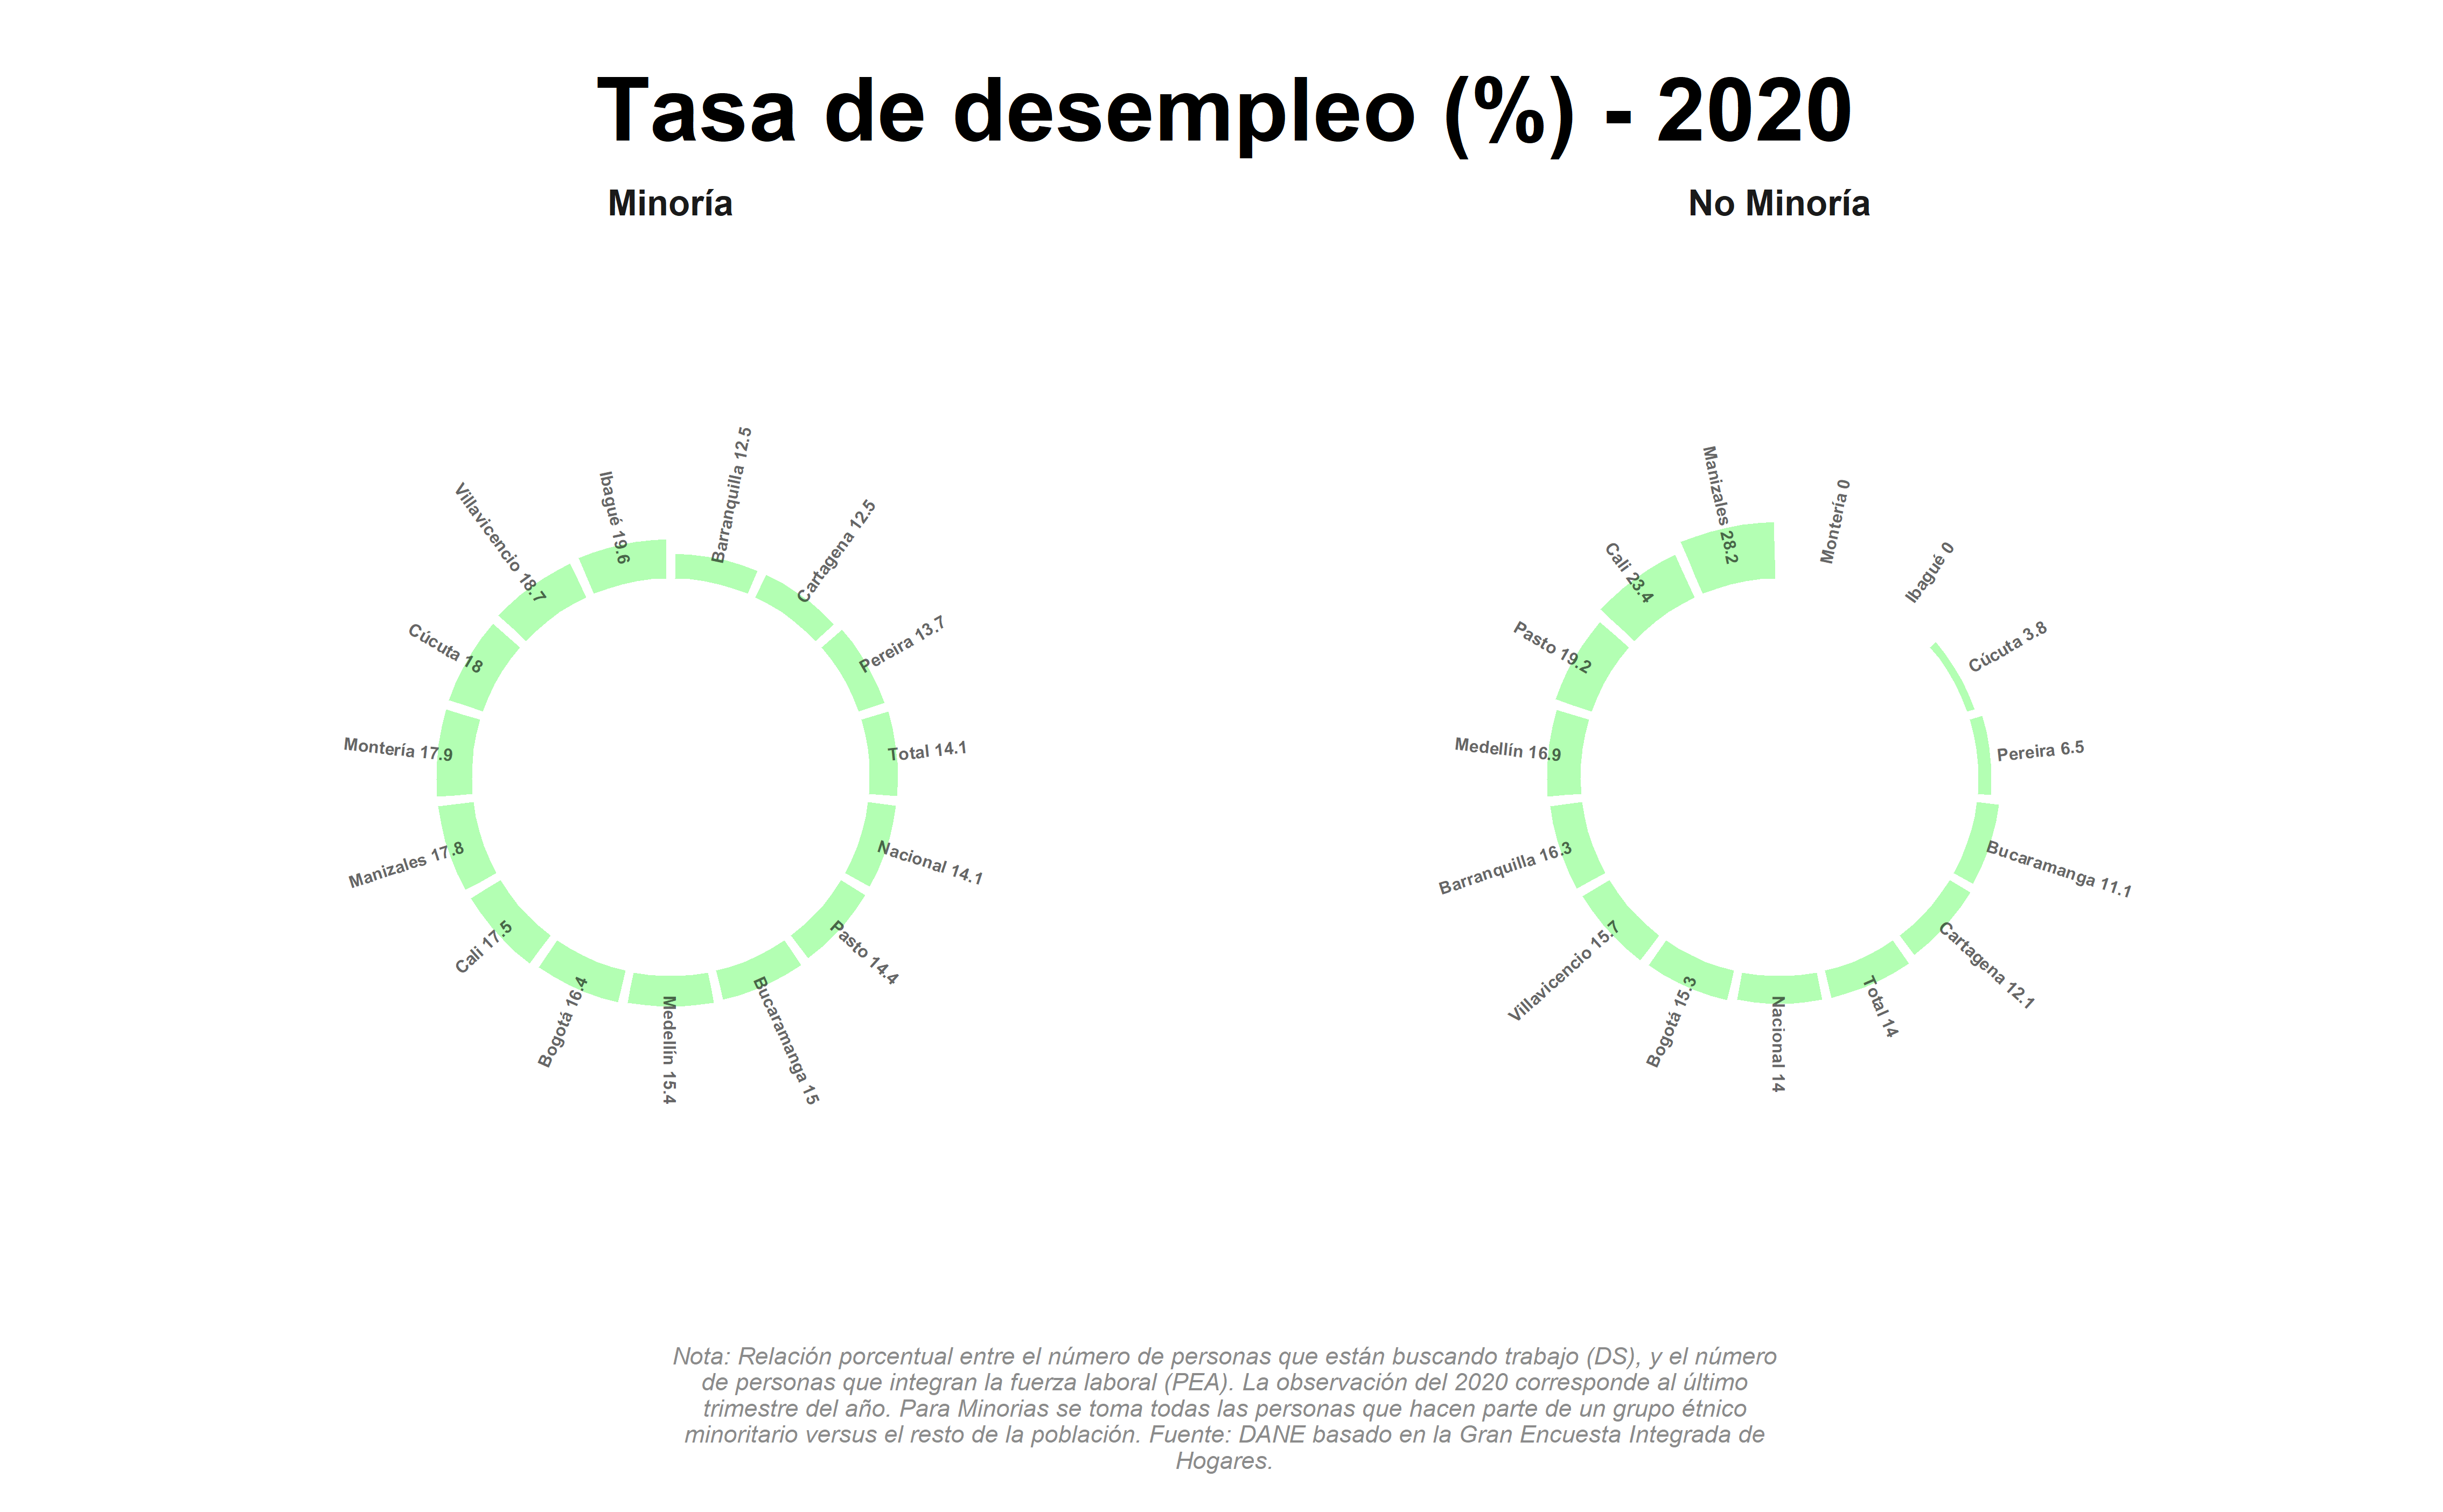 Tasa de desempleo (%) - 2020
Minoría
Barranquilla 12.5
Cartagena 12.5
Pereira 13.7
Total 14.1
Nacional 14.1
Pasto 14.4
Bucaramanga 15
Medellín 15.4
Bogotá 16.4
Cali 17.5
Manizales 17.8
Montería 17.9
Cúcuta 18
Villavicencio 18.7
Ibagué 19.6
No Minoría
Montería 0
Ibagué 0
Cúcuta 3.8
Pereira 6.5
Bucaramanga 11.1
Cartagena 12.1
Total 14
Nacional 14
Bogotá 15.3
Villavicencio 15.7
Barranquilla 16.3
Medellín 16.9
Pasto 19.2
Cali 23.4
Manizales 28.2
Nota: Relación porcentual entre el número de personas que están buscando trabajo (DS), y el número
de personas que integran la fuerza laboral (PEA). La observación del 2020 corresponde al último
trimestre del año. Para Minorias se toma todas las personas que hacen parte de un grupo étnico
minoritario versus el resto de la población. Fuente: DANE basado en la Gran Encuesta Integrada de
Hogares.